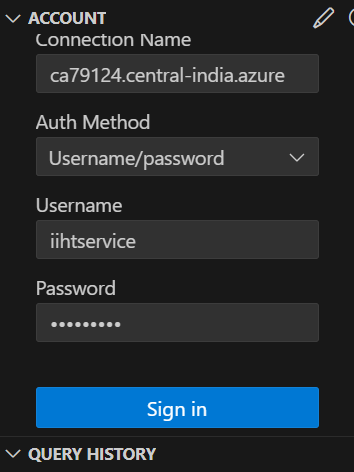 ACCOUNT
Connection Name
ca79124.central-india.azure
Auth Method
Username/password
Username
iihtservice
Password
•••••••••
Sign in
QUERY HISTORY